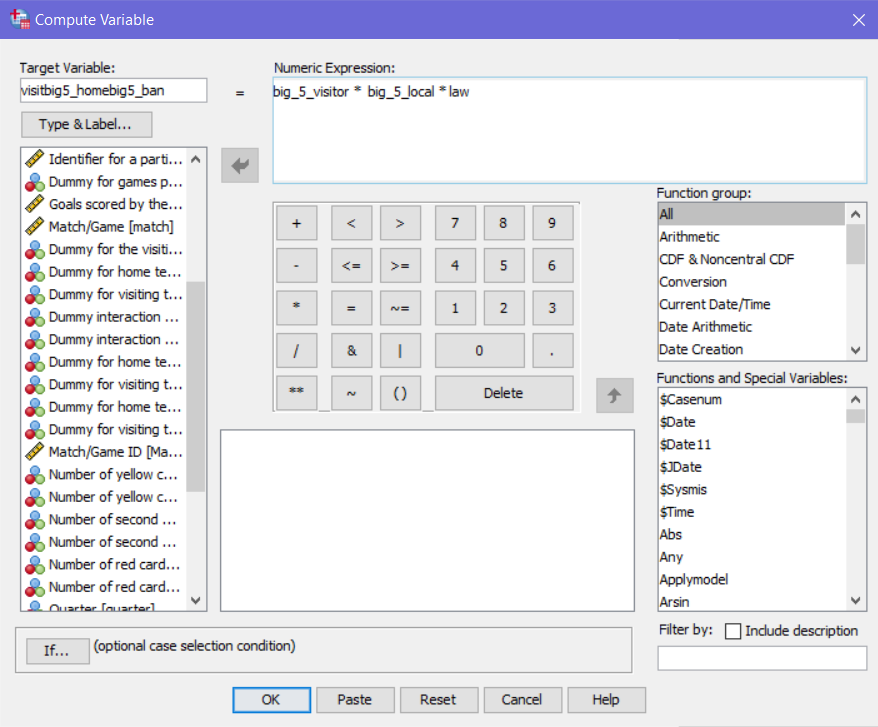 Compute Variable
Target Variable:
visitbig5_homebig5_ban
=
Numeric Expression:
big_5_visitor * big_5_local * law
Type & Label...
Identifier for a parti...
Dummy for games p...
Goals scored by the...
Match/Game [match]
Dummy for the visiti...
Dummy for home te...
Dummy for visiting t...
Dummy interaction ...
Dummy interaction ...
Dummy for home te...
Dummy for visiting t...
Dummy for home te...
Dummy for visiting t...
Match/Game ID [Ma...
Number of yellow c...
Number of yellow c...
Number of second ...
Number of second ...
Number of red card...
Number of red card...
Quarter [quarter]
+ < > 7 8 9
- <= >= 4 5 6
* = ~= 1 2 3
/ & | 0 .
** ~ () Delete
Function group:
All
Arithmetic
CDF & Noncentral CDF
Conversion
Current Date/Time
Date Arithmetic
Date Creation
Functions and Special Variables:
$Casenum
$Date
$Date11
$JDate
$Sysmis
$Time
Abs
Any
Applymodel
Arsin
Filter by: Include description
If... (optional case selection condition)
OK Paste Reset Cancel Help